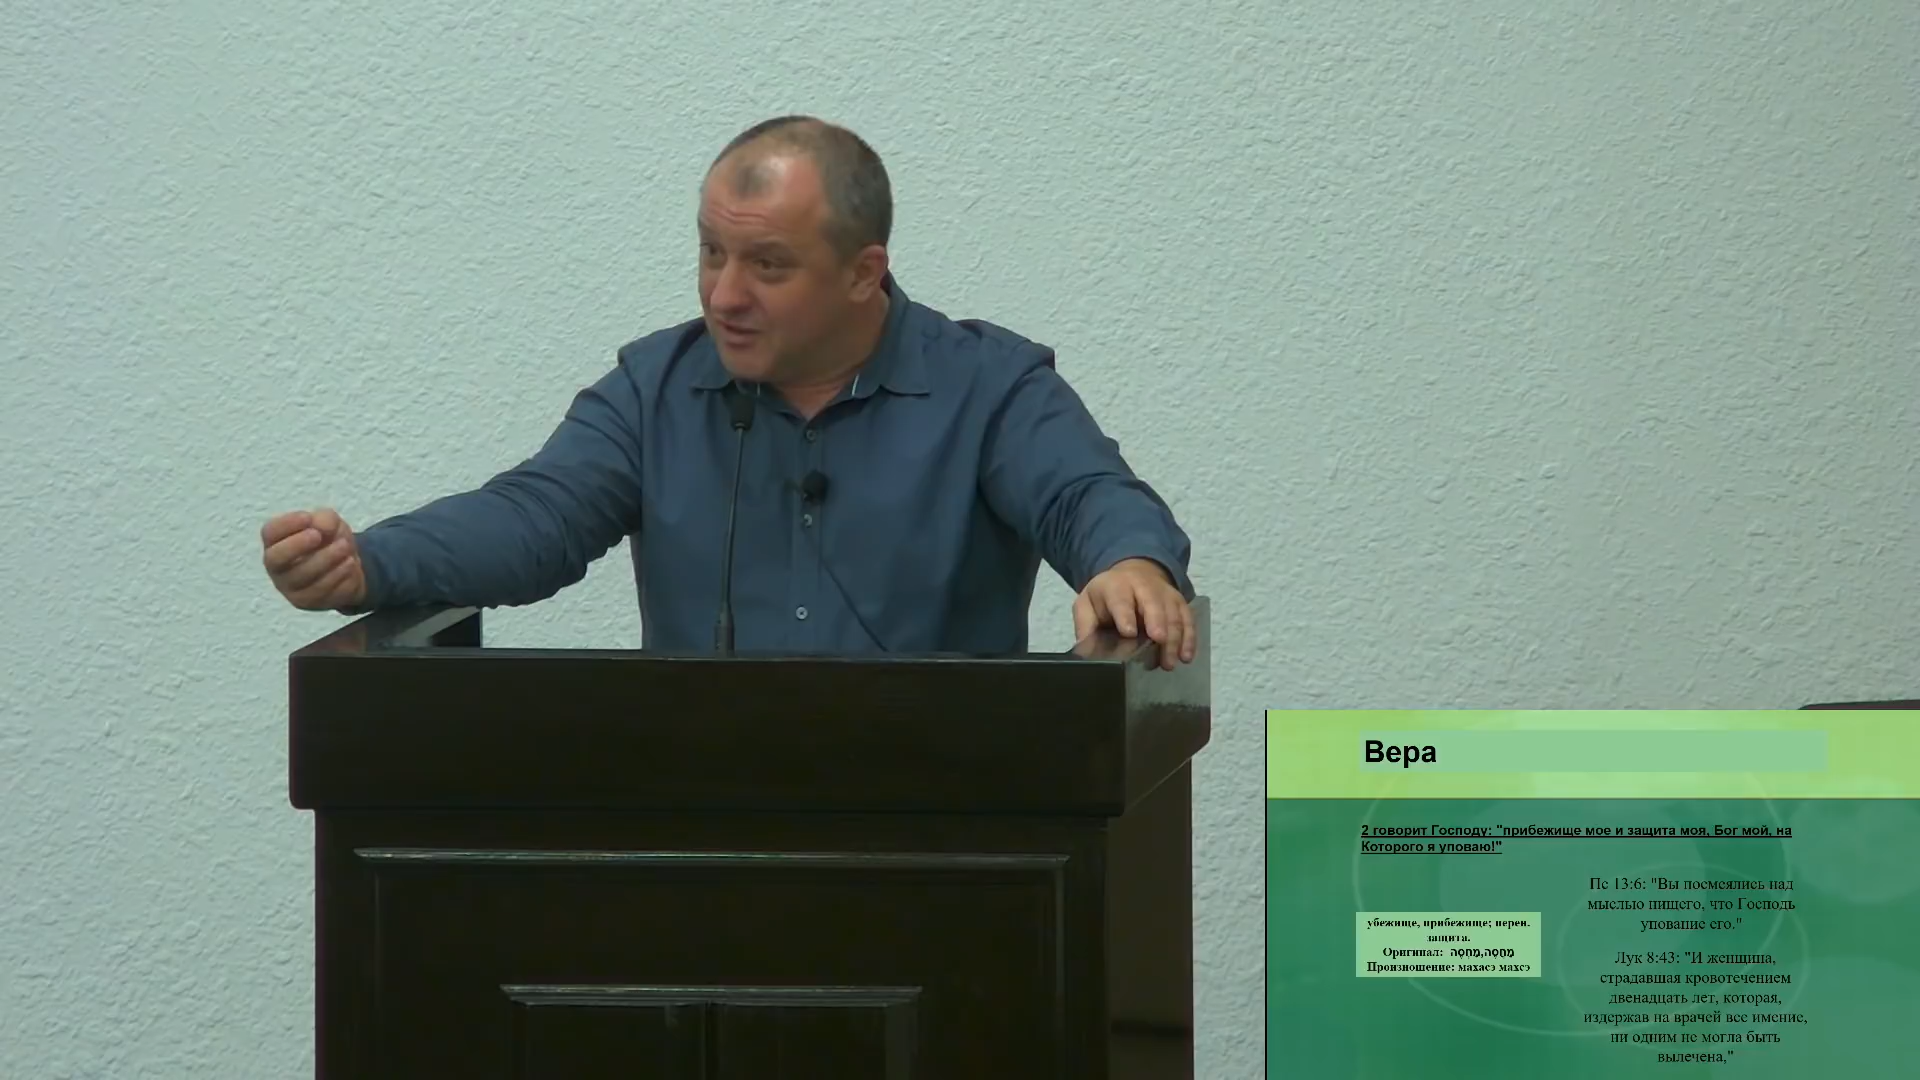 Вера
2 говорит Господу: "прибежище мое и защита моя, Бог мой, на
Которого я уповаю!"
Пс 13:6: "Вы посмеялись над
мыслью нищего, что Господь
упование его."
убежище, прибежище; перен.
защита.
Оригинал: מַחֲסֶה,מַחְסֶה
Произношение: махасэ махсэ
Лук 8:43: "И женщина,
страдавшая кровотечением
двенадцать лет, которая,
издержав на врачей все имение,
ни одним не могла быть
вылечена,"